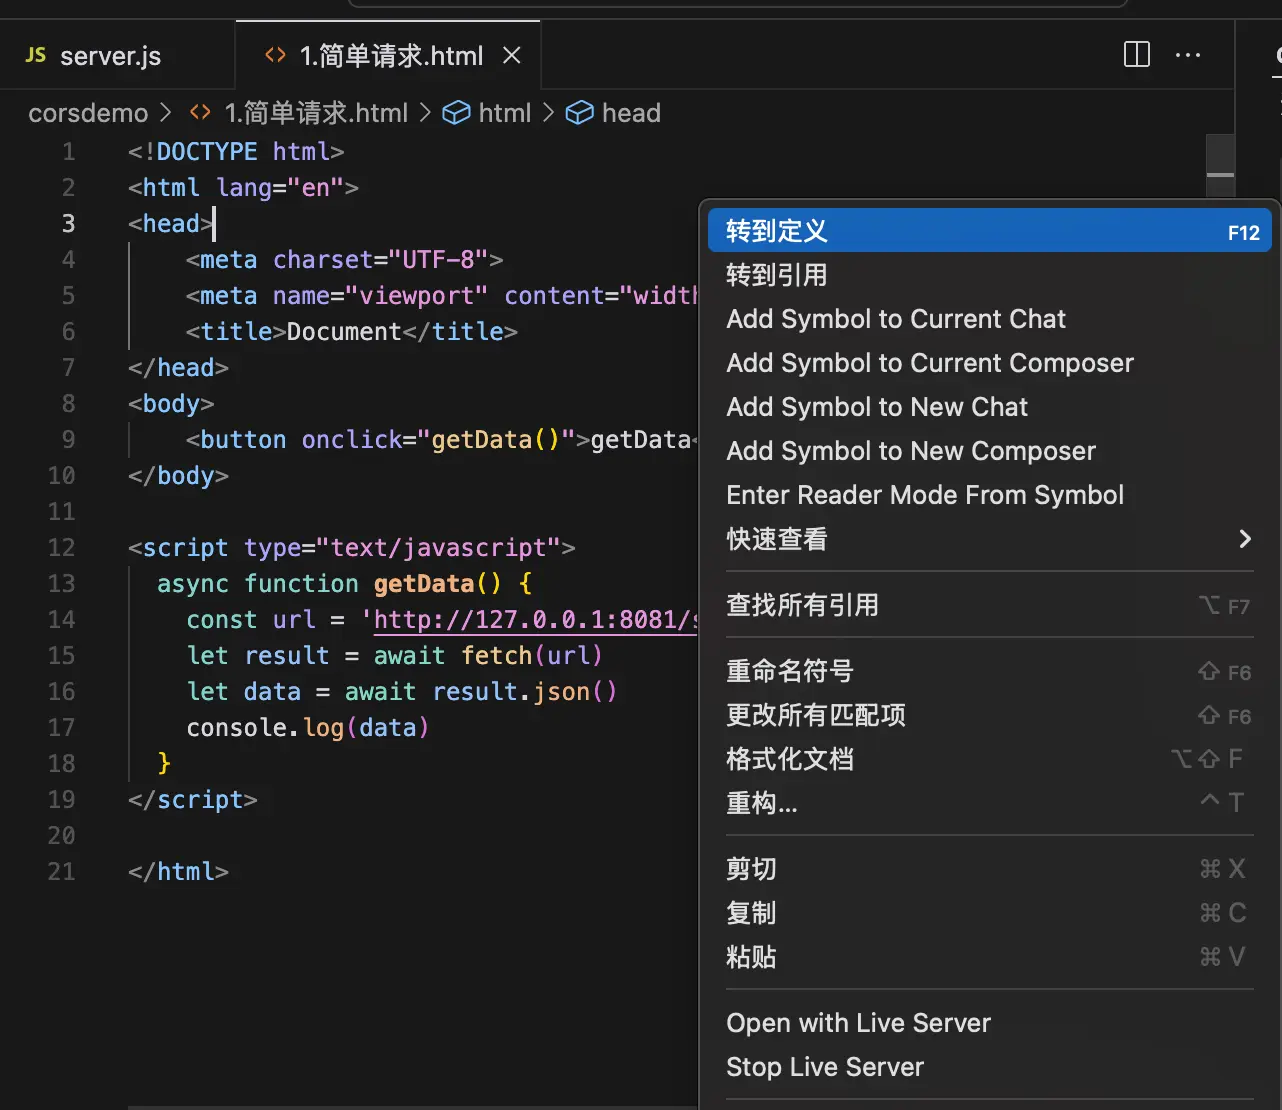 JS server.js
<> 1.简单请求.html ×
corsdemo > <> 1.简单请求.html > html > head
1 <!DOCTYPE html>
2 <html lang="en">
3 <head>
4 <meta charset="UTF-8">
5 <meta name="viewport" content="width
6 <title>Document</title>
7 </head>
8 <body>
9 <button onclick="getData()">getData<
10 </body>
11
12 <script type="text/javascript">
13 async function getData() {
14 const url = 'http://127.0.0.1:8081/s
15 let result = await fetch(url)
16 let data = await result.json()
17 console.log(data)
18 }
19 </script>
20
21 </html>
转到定义 F12
转到引用
Add Symbol to Current Chat
Add Symbol to Current Composer
Add Symbol to New Chat
Add Symbol to New Composer
Enter Reader Mode From Symbol
快速查看 >
查找所有引用 ⌥ F7
重命名符号 ⇧ F6
更改所有匹配项 ⇧ F6
格式化文档 ⌥⇧ F
重构... ^ T
剪切 ⌘ X
复制 ⌘ C
粘贴 ⌘ V
Open with Live Server
Stop Live Server